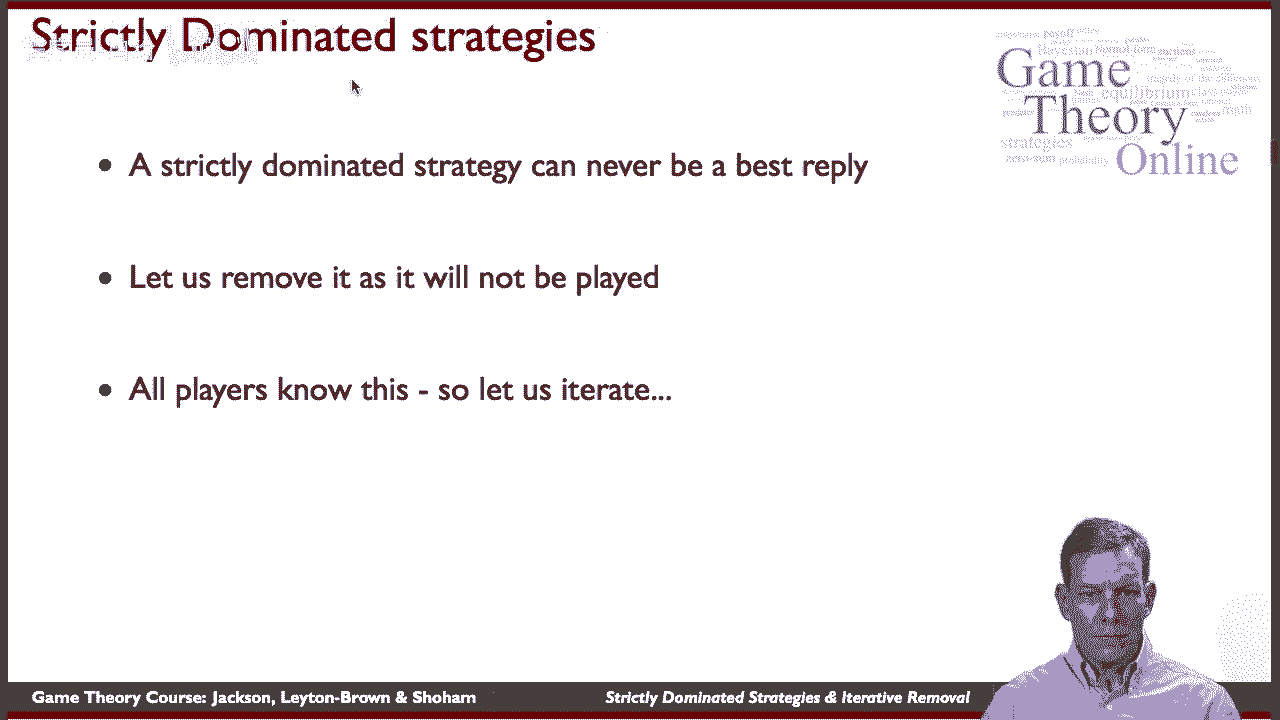 Strictly Dominated strategies
Game
Theory
Online
equilibrium
strategies
• A strictly dominated strategy can never be a best reply
• Let us remove it as it will not be played
• All players know this - so let us iterate...
Game Theory Course: Jackson, Leyton-Brown & Shoham
Strictly Dominated Strategies & Iterative Removal